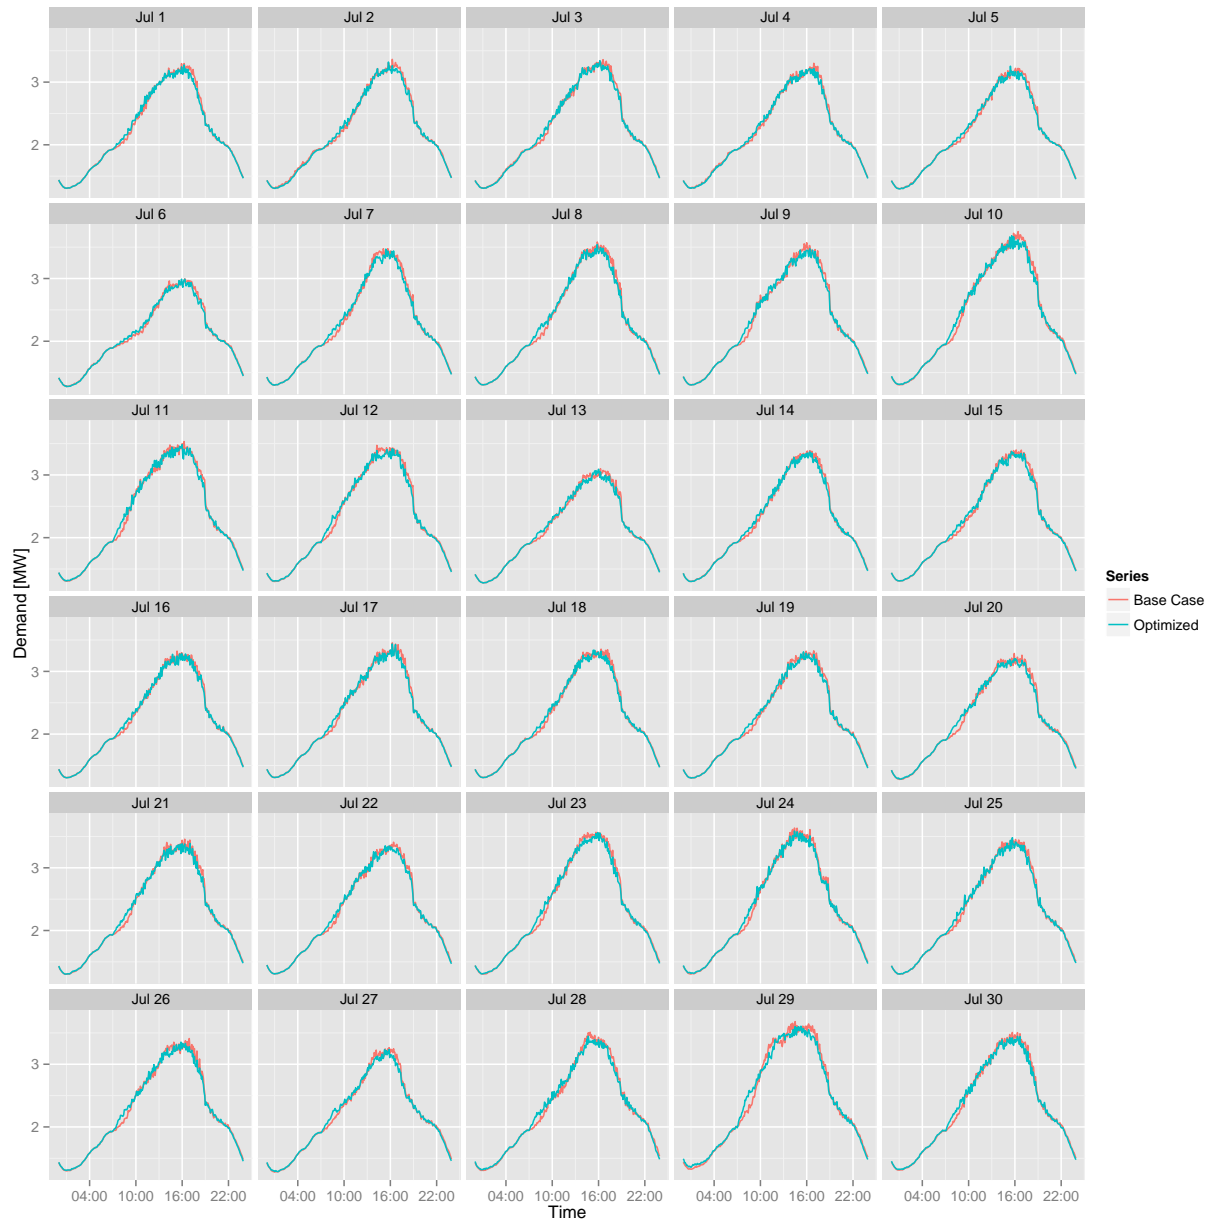 Jul 1 Jul 2 Jul 3 Jul 4 Jul 5
3
2
Jul 6 Jul 7 Jul 8 Jul 9 Jul 10
3
2
Jul 11 Jul 12 Jul 13 Jul 14 Jul 15
3
2
Demand [MW]
Series
Base Case
Optimized
Jul 16 Jul 17 Jul 18 Jul 19 Jul 20
3
2
Jul 21 Jul 22 Jul 23 Jul 24 Jul 25
3
2
Jul 26 Jul 27 Jul 28 Jul 29 Jul 30
3
2
04:00 10:00 16:00 22:00 04:00 10:00 16:00 22:00 04:00 10:00 16:00 22:00 04:00 10:00 16:00 22:00 04:00 10:00 16:00 22:00
Time